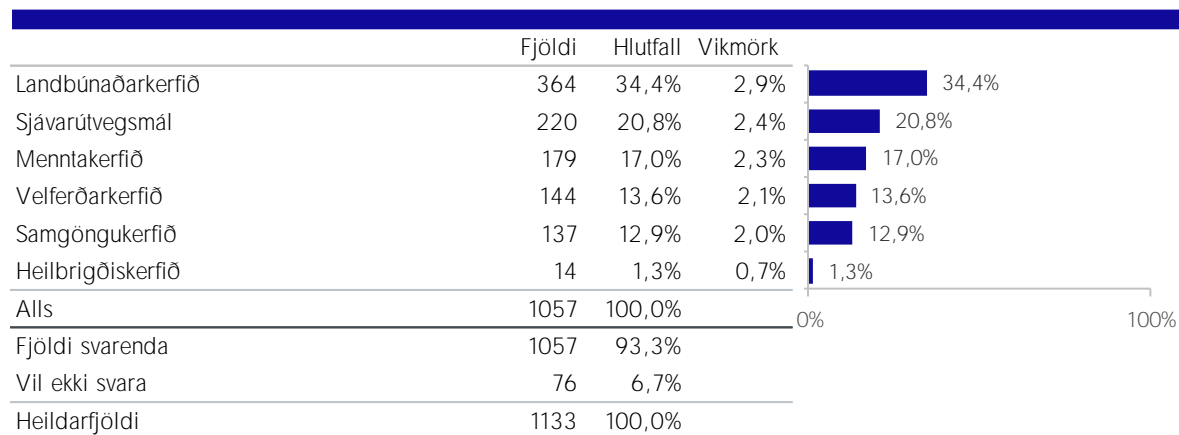 Fjöldi Hlutfall Vikmörk
Landbúnaðarkerfið 364 34,4% 2,9% 34,4%
Sjávarútvegsmál 220 20,8% 2,4% 20,8%
Menntakerfið 179 17,0% 2,3% 17,0%
Velferðarkerfið 144 13,6% 2,1% 13,6%
Samgöngukerfið 137 12,9% 2,0% 12,9%
Heilbrigðiskerfið 14 1,3% 0,7% 1,3%
Alls 1057 100,0%
0% 100%
Fjöldi svarenda 1057 93,3%
Vil ekki svara 76 6,7%
Heildarfjöldi 1133 100,0%